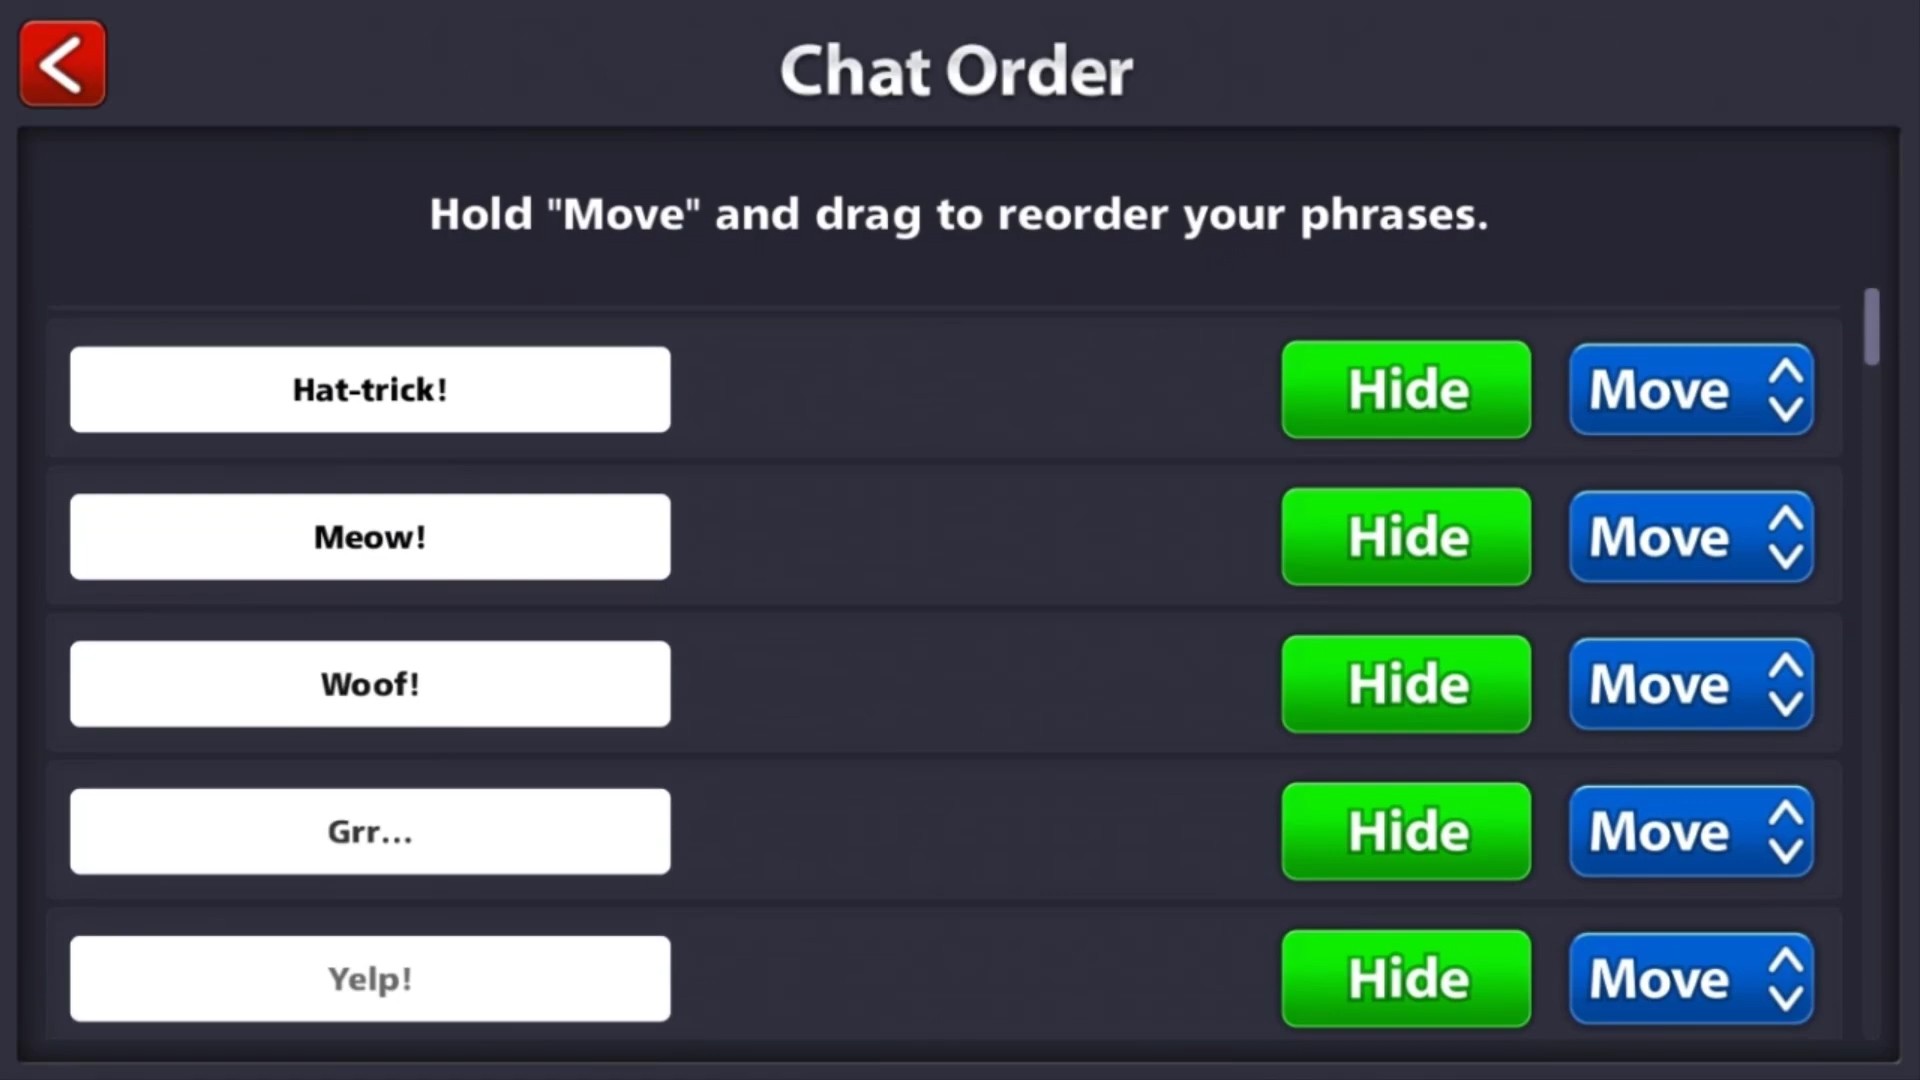 Chat Order
Hold "Move" and drag to reorder your phrases.
Hat-trick! Hide Move
Meow! Hide Move
Woof! Hide Move
Grr... Hide Move
Yelp! Hide Move